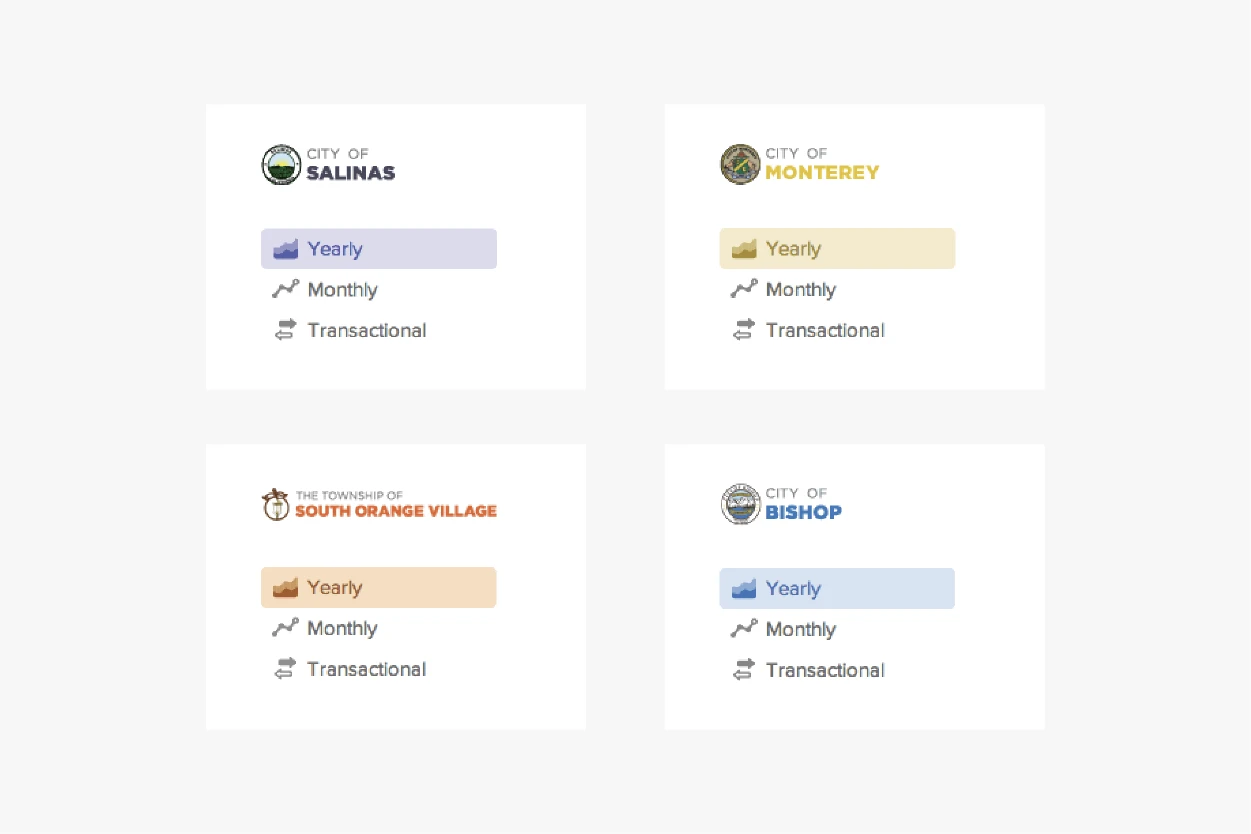 CITY OF
SALINAS
Yearly
Monthly
Transactional
CITY OF
MONTEREY
Yearly
Monthly
Transactional
THE TOWNSHIP OF
SOUTH ORANGE VILLAGE
Yearly
Monthly
Transactional
CITY OF
BISHOP
Yearly
Monthly
Transactional